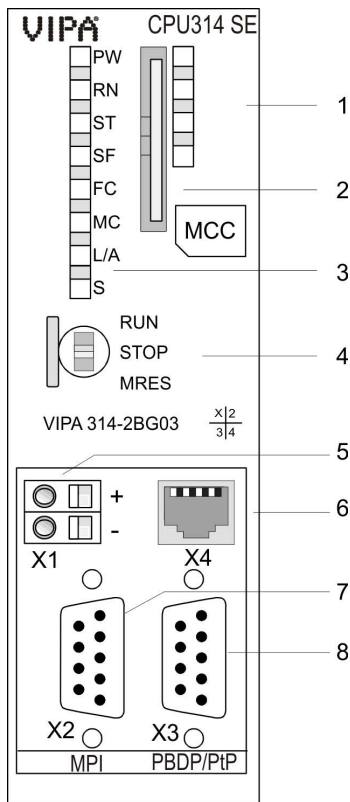 VIPA CPU314 SE
PW
RN
ST
SF
FC
MC
L/A
S
MCC
1
2
3
RUN
STOP
MRES
4
VIPA 314-2BG03
X 2
3 4
5
+
-
6
X1 X4
7
8
X2 X3
MPI PBDP/PtP